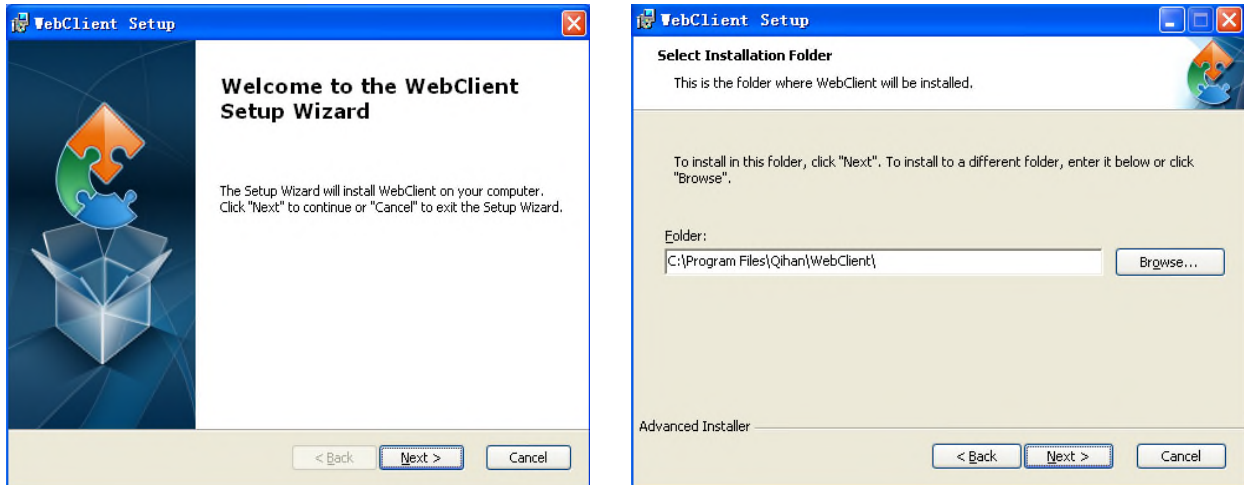 WebClient Setup
Welcome to the WebClient
Setup Wizard
The Setup Wizard will install WebClient on your computer.
Click "Next" to continue or "Cancel" to exit the Setup Wizard.
< Back
Next >
Cancel
WebClient Setup
Select Installation Folder
This is the folder where WebClient will be installed.
To install in this folder, click "Next". To install to a different folder, enter it below or click
"Browse".
Folder:
C:\Program Files\Qihan\WebClient\
Browse...
Advanced Installer
< Back
Next >
Cancel